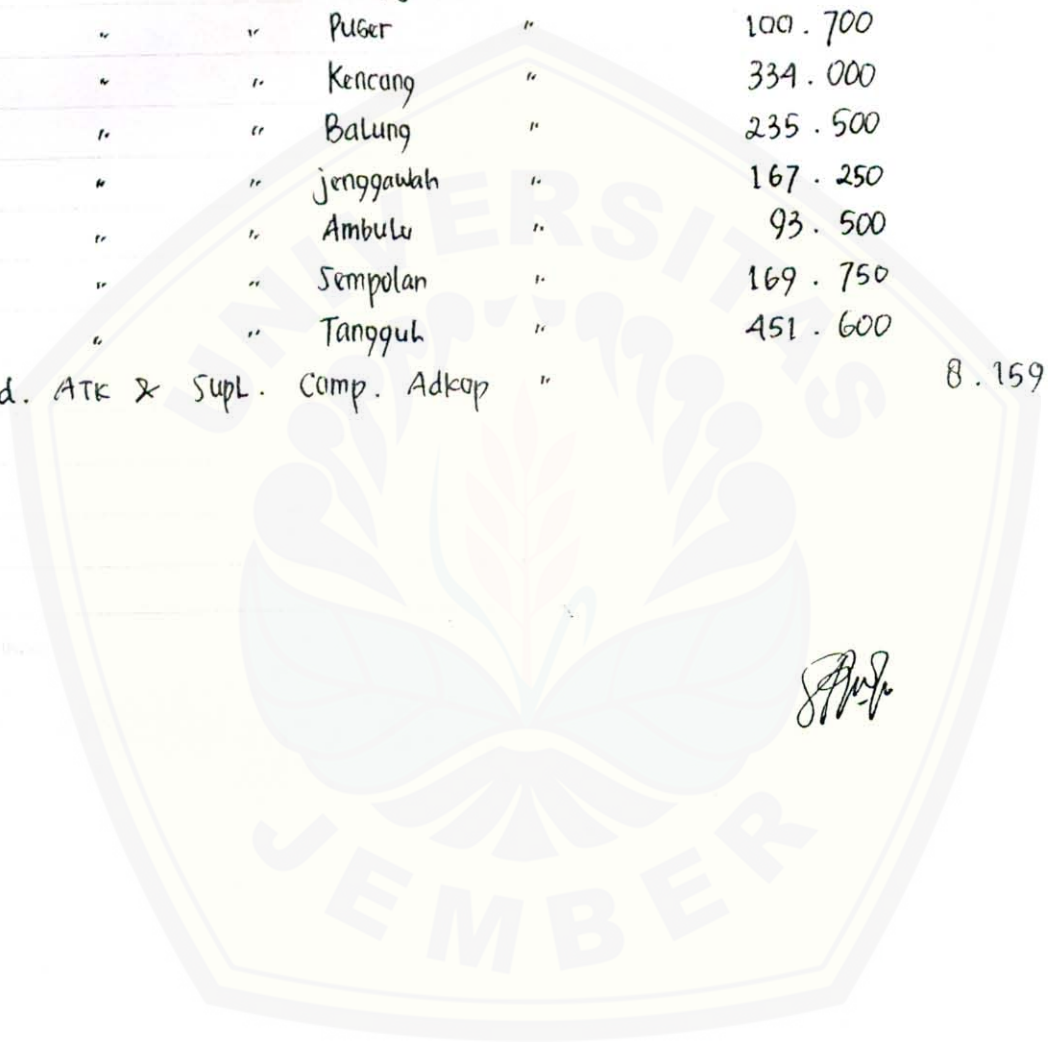 " " Puger " 100.700
" " Kencong " 334.000
" " Balung " 235.500
" " jenggawah " 167.250
" " Ambulu " 93.500
" " Sempolan " 169.750
" " Tanggul " 451.600
d. ATK & Supl. Comp. Adkop " 8.159
UNIVERSITAS
JEMBER